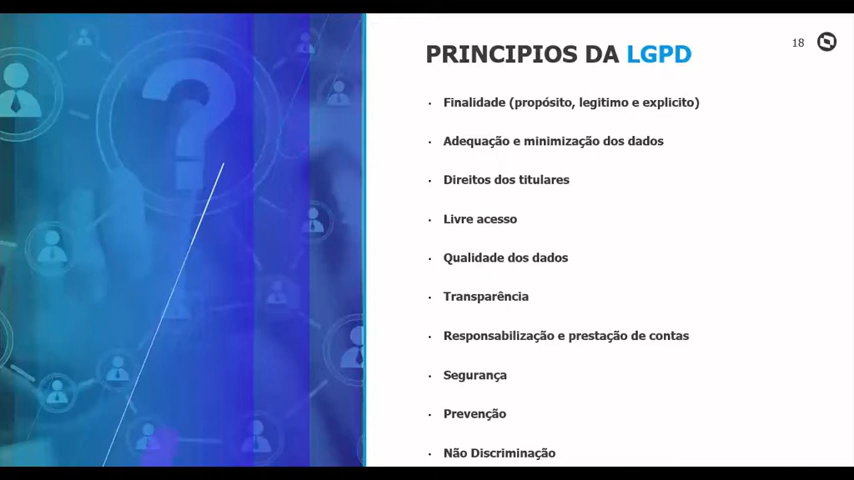 18
PRINCIPIOS DA LGPD
· Finalidade (propósito, legitimo e explicito)
· Adequação e minimização dos dados
· Direitos dos titulares
· Livre acesso
· Qualidade dos dados
· Transparência
· Responsabilização e prestação de contas
· Segurança
· Prevenção
· Não Discriminação